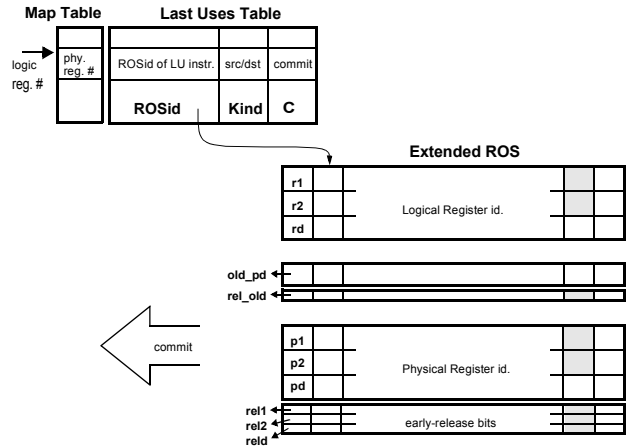 Map Table
Last Uses Table
logic
reg. #
phy.
reg. #
ROSid of LU instr.
src/dst
commit
ROSid
Kind
C
Extended ROS
r1
r2
rd
Logical Register id.
old_pd
rel_old
commit
p1
p2
pd
Physical Register id.
rel1
rel2
reld
early-release bits